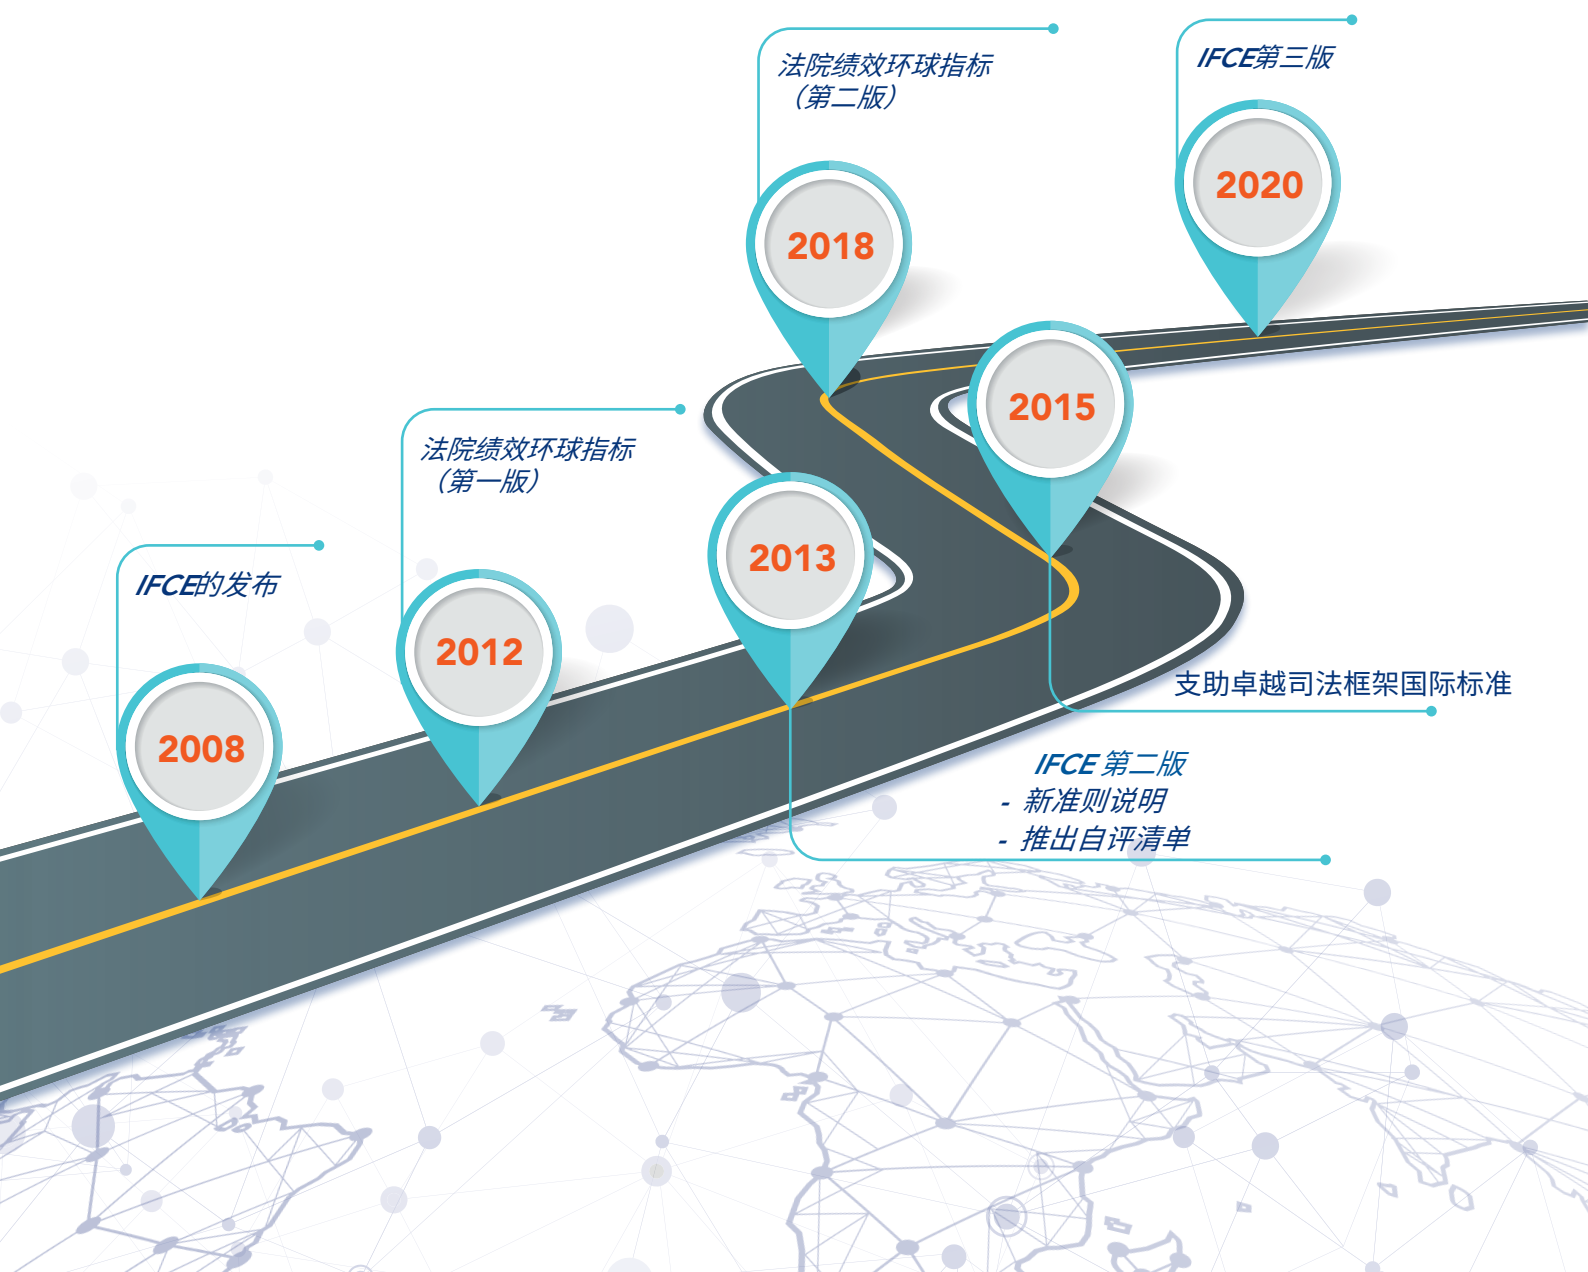 IFCE的发布
2008
法院绩效环球指标
（第一版）
2012
2013
IFCE 第二版
- 新准则说明
- 推出自评清单
2015
支助卓越司法框架国际标准
法院绩效环球指标
（第二版）
2018
IFCE第三版
2020